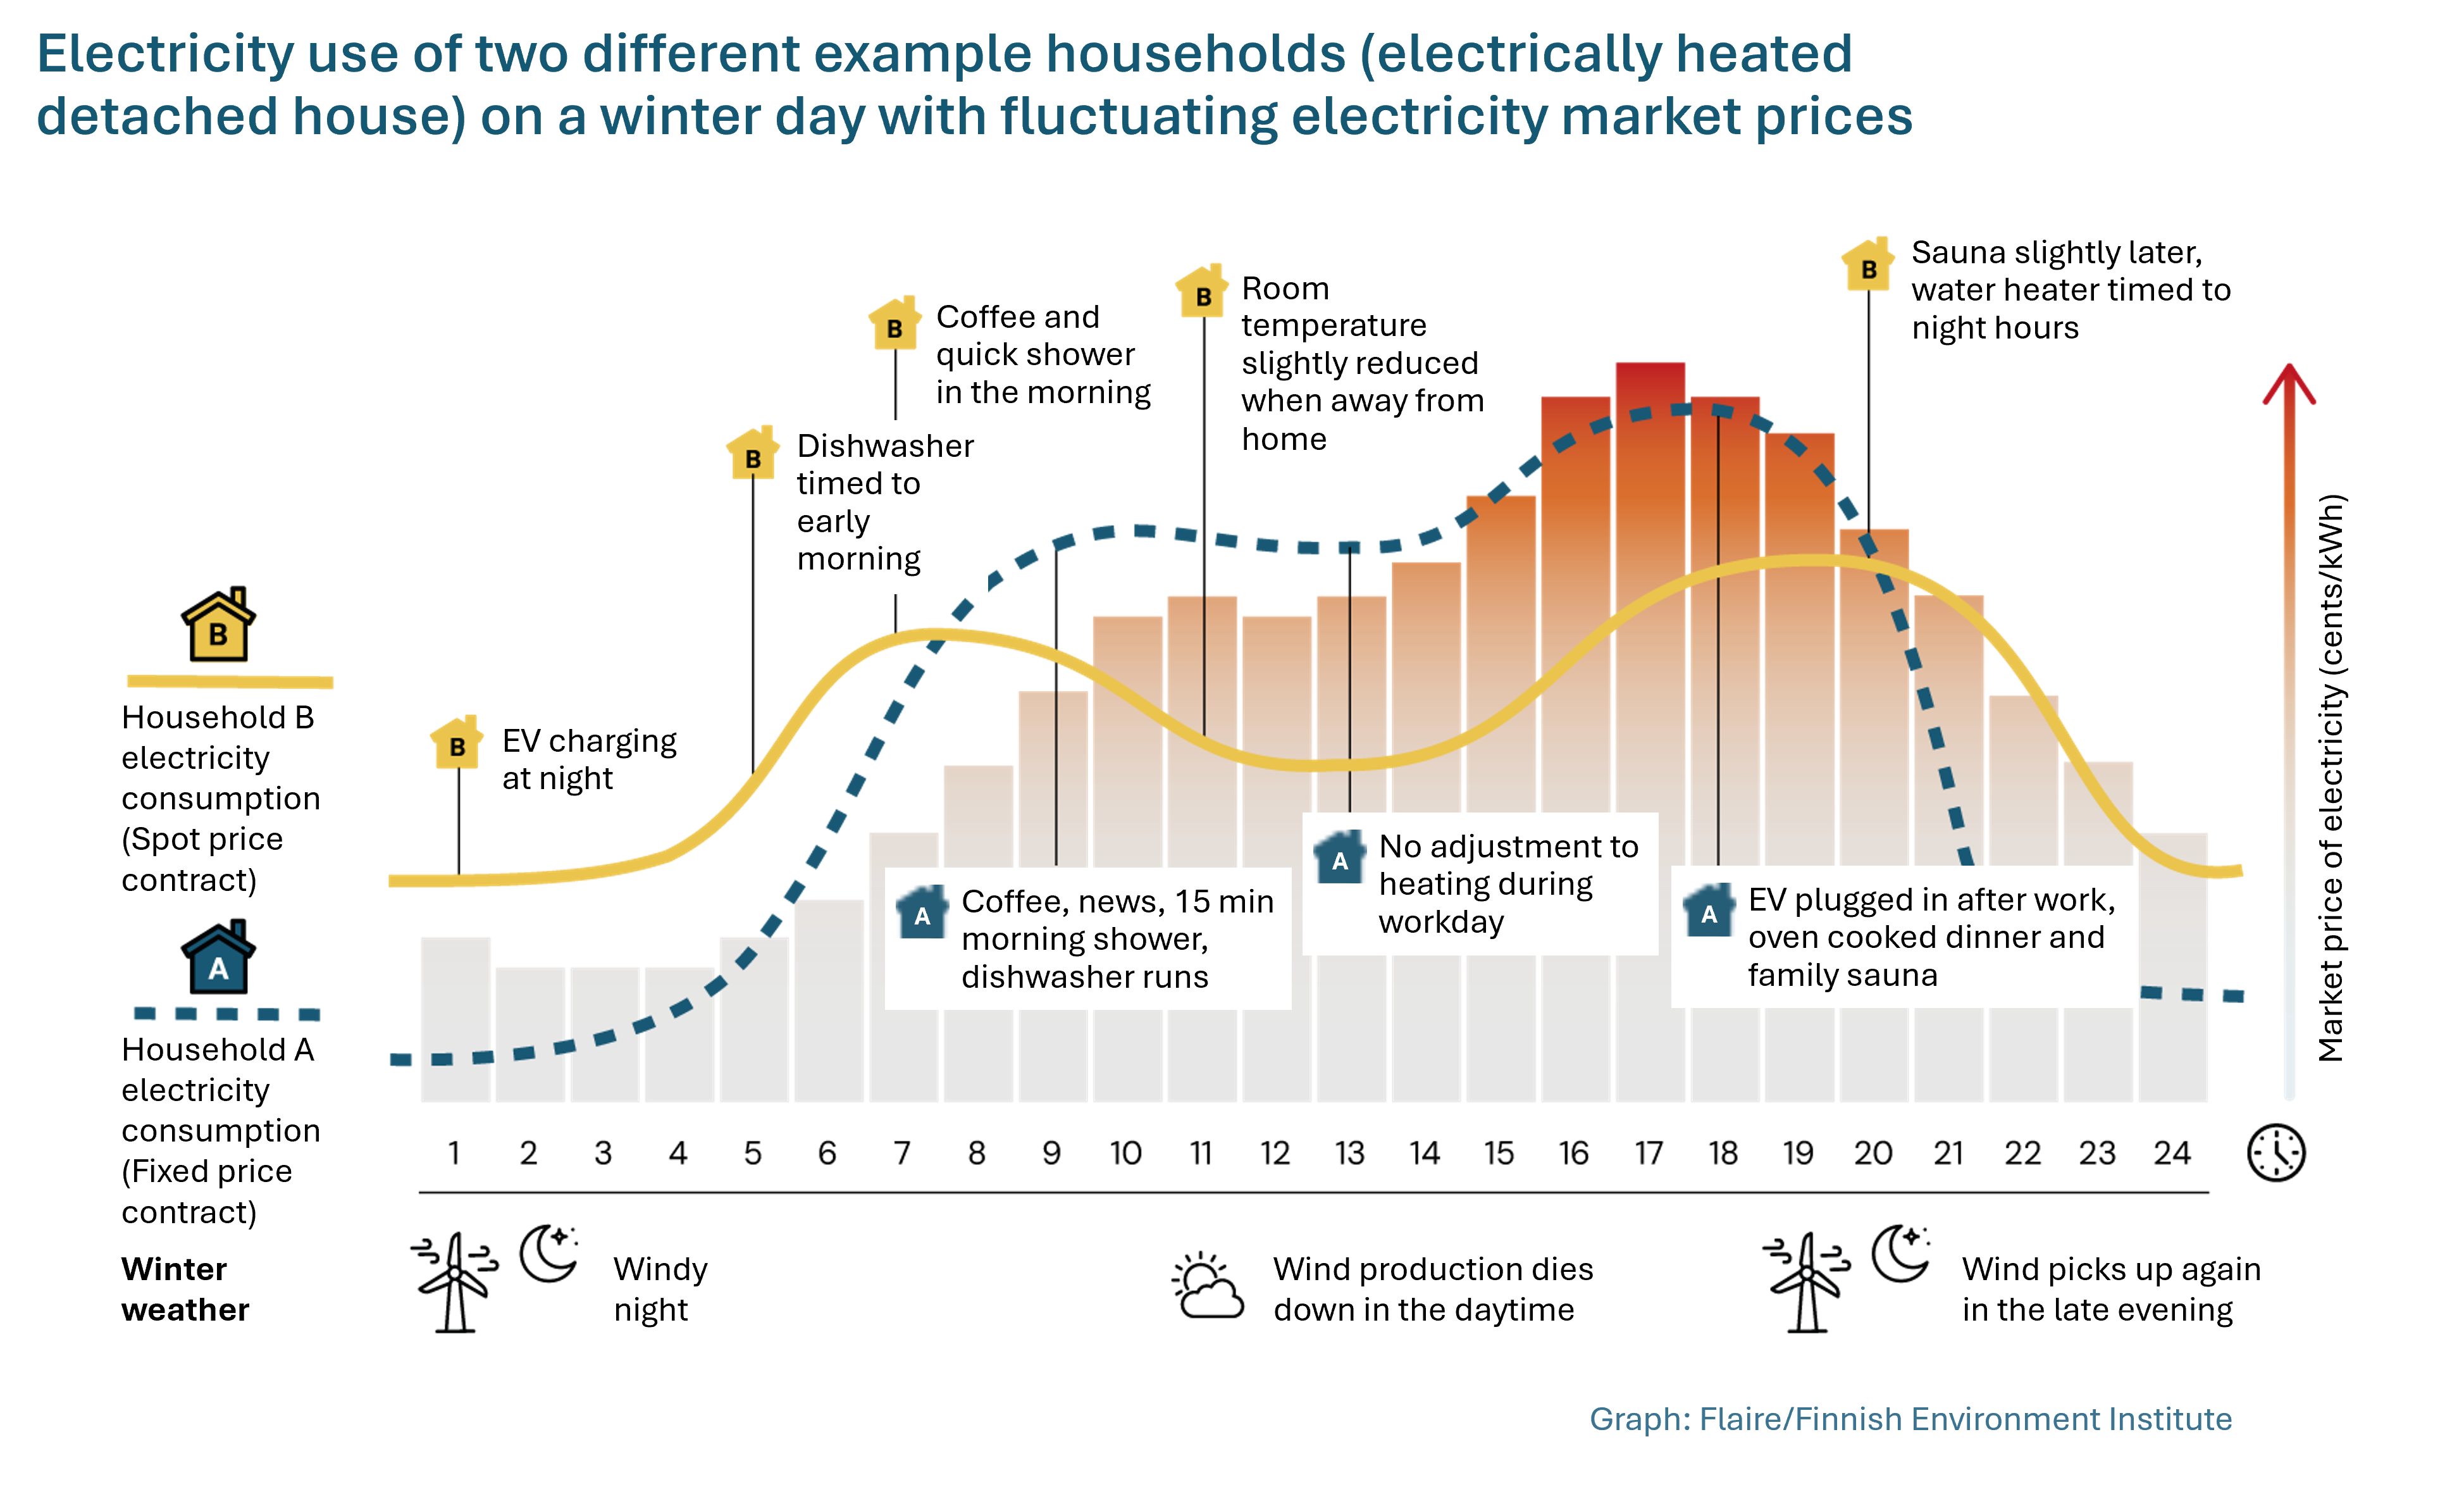 Electricity use of two different example households (electrically heated
detached house) on a winter day with fluctuating electricity market prices
B
Sauna slightly later,
water heater timed to
night hours
B
Room
temperature
slightly reduced
when away from
home
B
Coffee and
quick shower
in the morning
B
Dishwasher
timed to
early
morning
B
EV charging
at night
B
Household B
electricity
consumption
(Spot price
contract)
A
Household A
electricity
consumption
(Fixed price
contract)
A
Coffee, news, 15 min
morning shower,
dishwasher runs
A
No adjustment to
heating during
workday
A
EV plugged in after work,
oven cooked dinner and
family sauna
Market price of electricity (cents/kWh)
1 2 3 4 5 6 7 8 9 10 11 12 13 14 15 16 17 18 19 20 21 22 23 24
Winter
weather
Windy
night
Wind production dies
down in the daytime
Wind picks up again
in the late evening
Graph: Flaire/Finnish Environment Institute